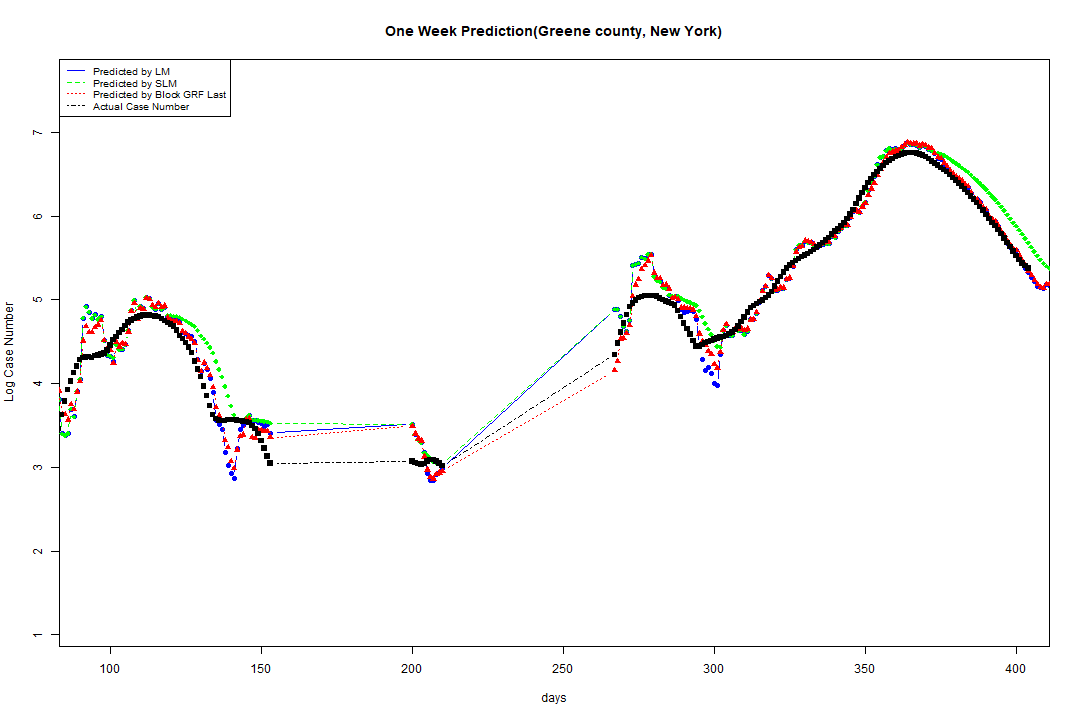 One Week Prediction(Greene county, New York)
Predicted by LM
Predicted by SLM
Predicted by Block GRF Last
Actual Case Number
7
6
5
4
3
2
1
Log Case Number
100 150 200 250 300 350 400
days